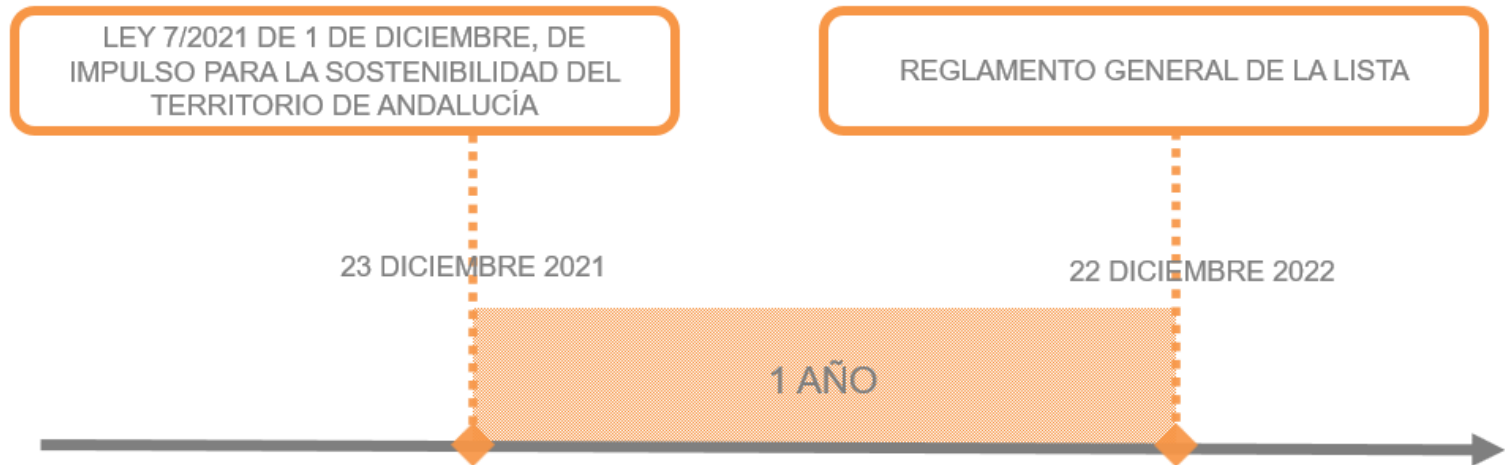 LEY 7/2021 DE 1 DE DICIEMBRE, DE
IMPULSO PARA LA SOSTENIBILIDAD DEL
TERRITORIO DE ANDALUCÍA
REGLAMENTO GENERAL DE LA LISTA
23 DICIEMBRE 2021
22 DICIEMBRE 2022
1 AÑO